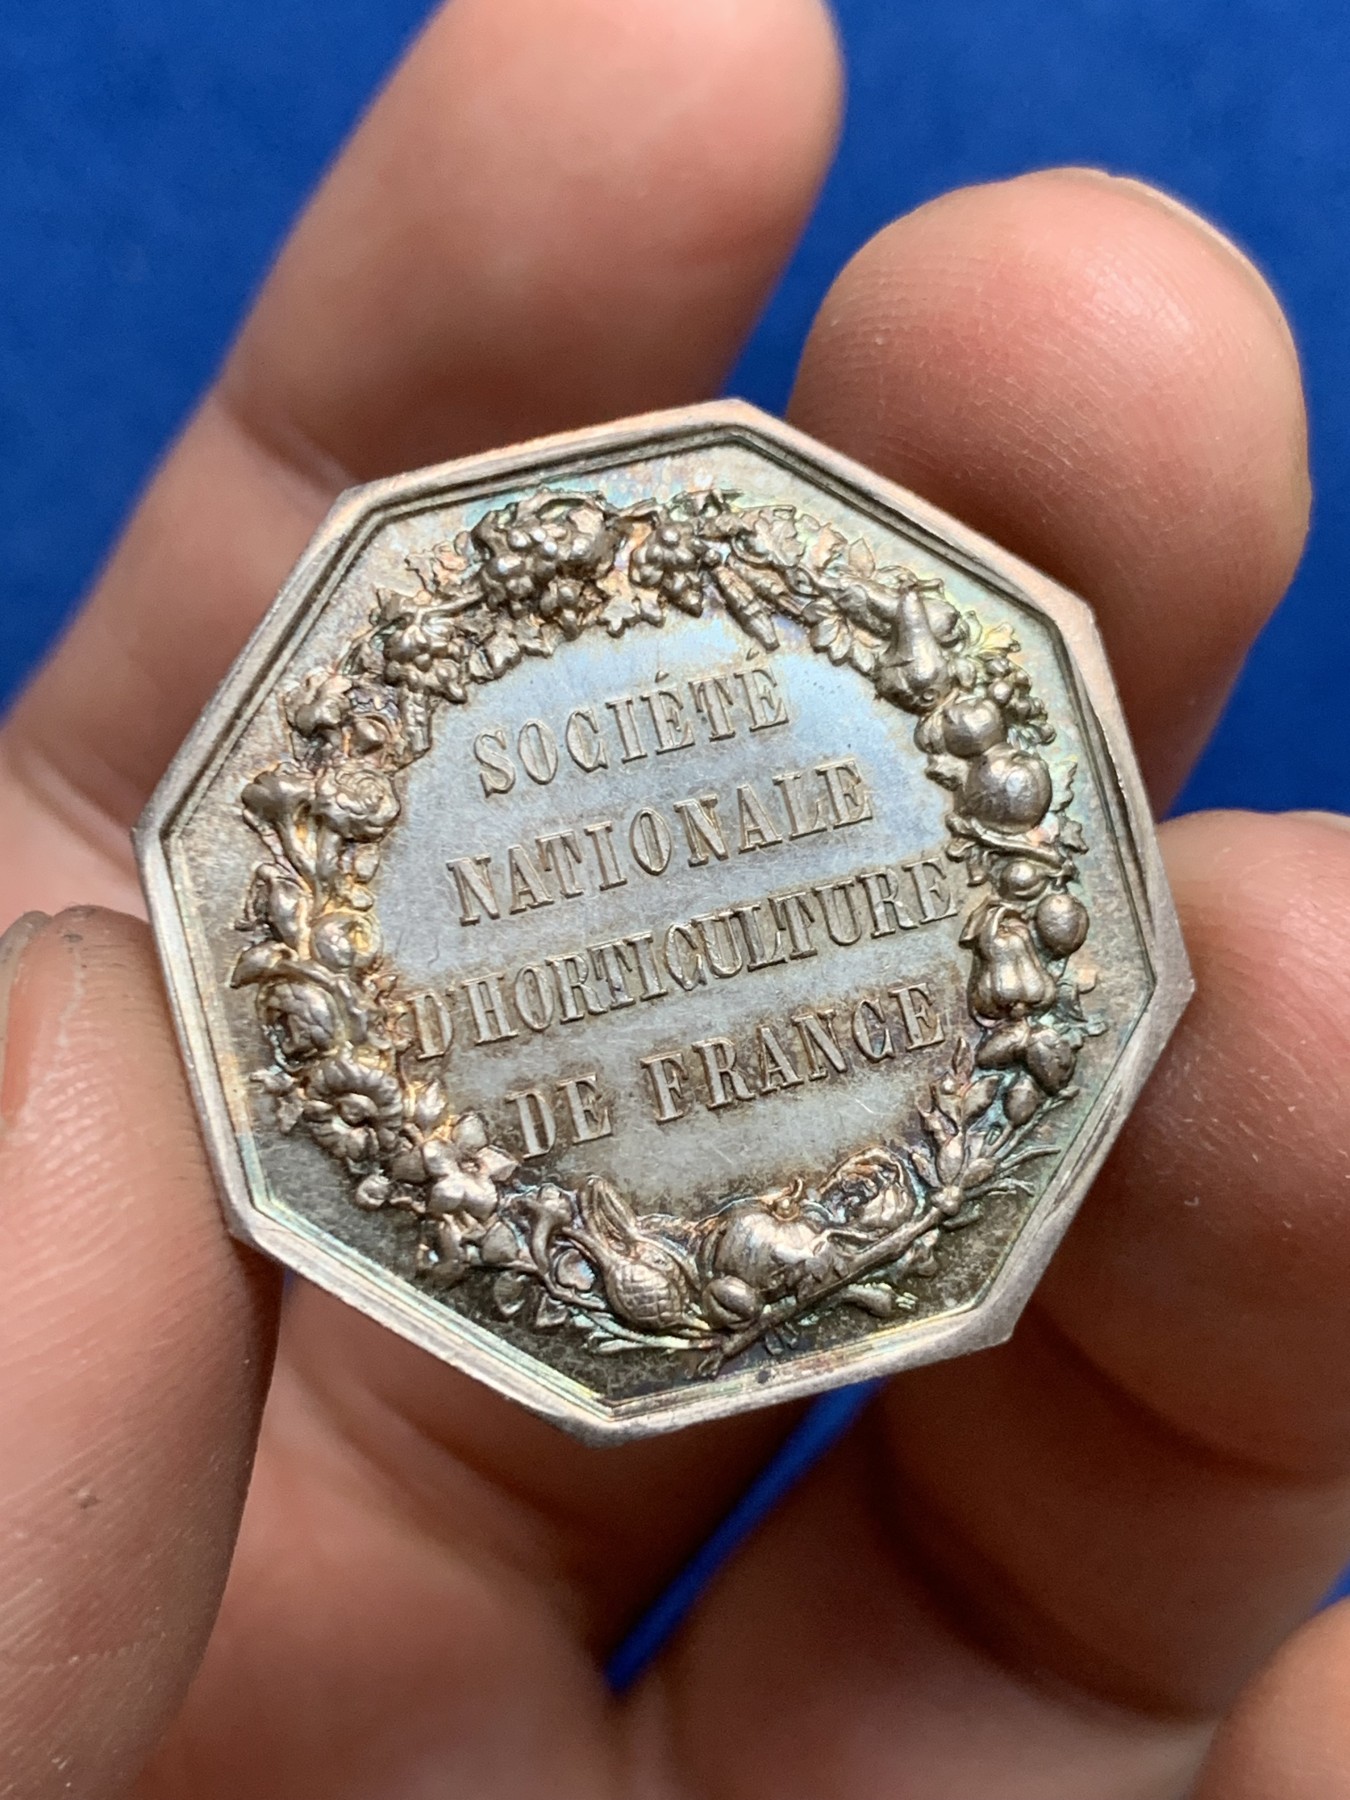 SOCIÉTÉ
NATIONALE
D'HORTICULTURE
DE FRANCE